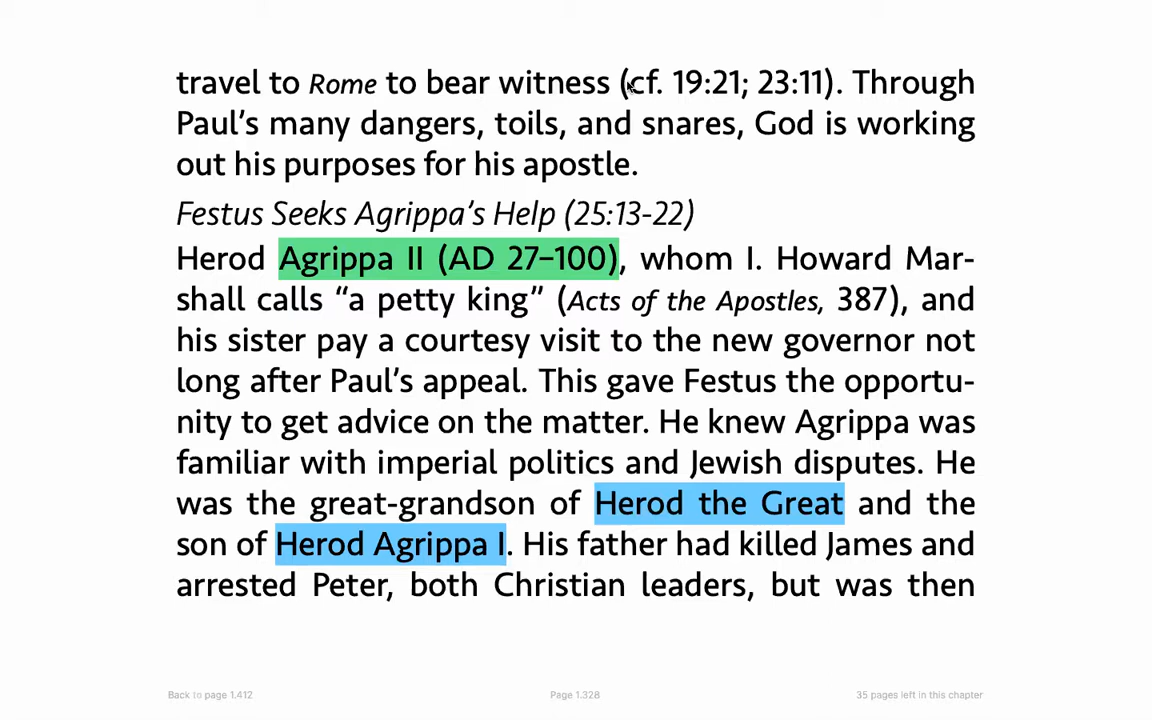 travel to Rome to bear witness (cf. 19:21; 23:11). Through
Paul's many dangers, toils, and snares, God is working
out his purposes for his apostle.
Festus Seeks Agrippa's Help (25:13-22)
Herod Agrippa II (AD 27–100), whom I. Howard Mar-
shall calls “a petty king” (Acts of the Apostles, 387), and
his sister pay a courtesy visit to the new governor not
long after Paul's appeal. This gave Festus the opportu-
nity to get advice on the matter. He knew Agrippa was
familiar with imperial politics and Jewish disputes. He
was the great-grandson of Herod the Great and the
son of Herod Agrippa I. His father had killed James and
arrested Peter, both Christian leaders, but was then
Back to page 1.412
Page 1.328
35 pages left in this chapter